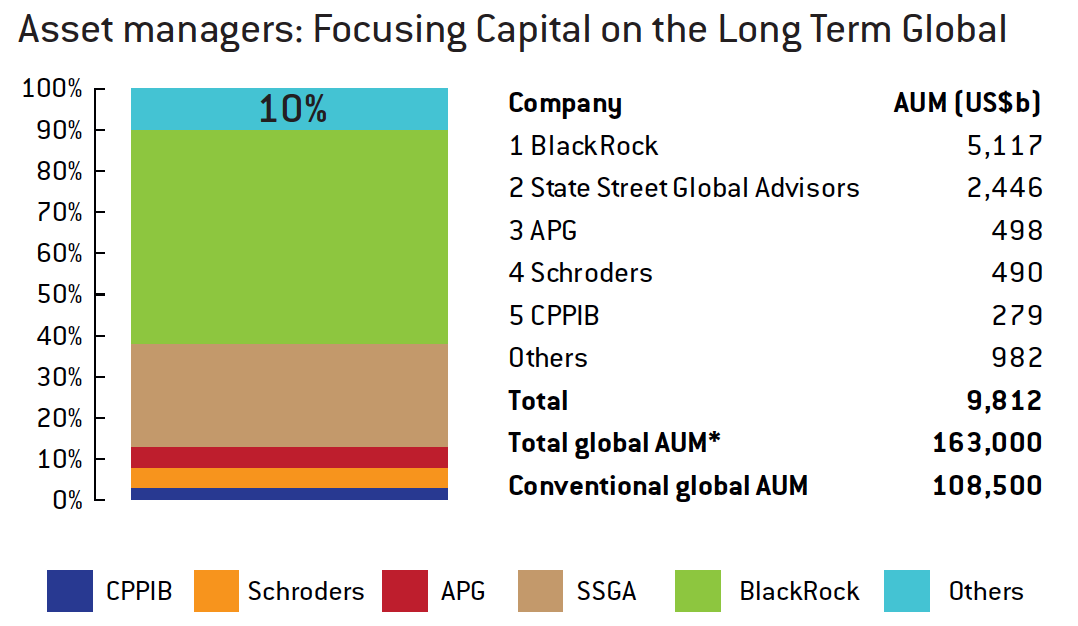 Asset managers: Focusing Capital on the Long Term Global
100%
90%
80%
70%
60%
50%
40%
30%
20%
10%
0%
10%
Company AUM (US$b)
1 BlackRock 5,117
2 State Street Global Advisors 2,446
3 APG 498
4 Schroders 490
5 CPPIB 279
Others 982
Total 9,812
Total global AUM* 163,000
Conventional global AUM 108,500
CPPIB Schroders APG SSGA BlackRock Others